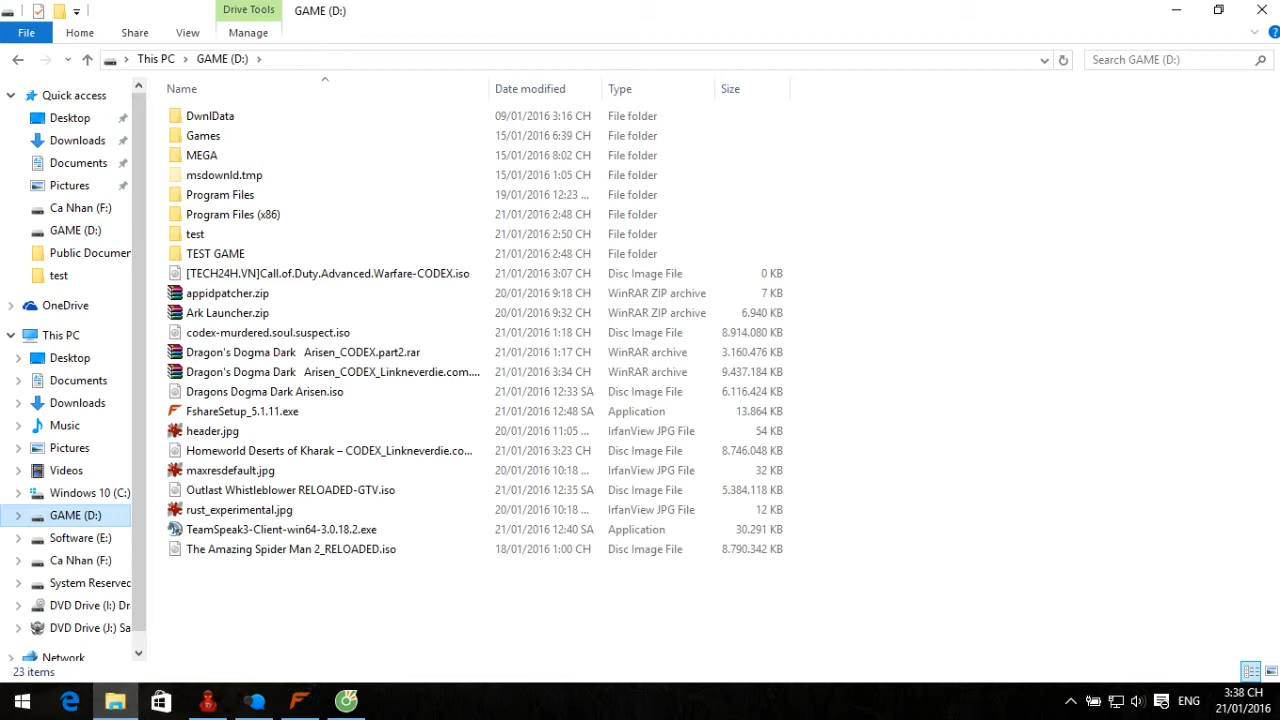 Drive Tools GAME (D:)
File Home Share View Manage
This PC GAME (D:) Search GAME (D:)
Name Date modified Type Size
Quick access
Desktop
Downloads
Documents
Pictures
Ca Nhan (F:)
GAME (D:)
Public Documer
test
OneDrive
This PC
Desktop
Documents
Downloads
Music
Pictures
Videos
Windows 10 (C:)
GAME (D:)
Software (E:)
Ca Nhan (F:)
System Reserved
DVD Drive (I:) Dr
DVD Drive (J:) Sa
Network
DwnlData 09/01/2016 3:16 CH File folder
Games 15/01/2016 6:39 CH File folder
MEGA 15/01/2016 8:02 CH File folder
msdownld.tmp 15/01/2016 1:05 CH File folder
Program Files 19/01/2016 12:23 ... File folder
Program Files (x86) 21/01/2016 2:48 CH File folder
test 21/01/2016 2:50 CH File folder
TEST GAME 21/01/2016 2:48 CH File folder
[TECH24H.VN]Call.of.Duty.Advanced.Warfare-CODEX.iso 21/01/2016 3:07 CH Disc Image File 0 KB
appidpatcher.zip 20/01/2016 9:18 CH WinRAR ZIP archive 7 KB
Ark Launcher.zip 20/01/2016 9:32 CH WinRAR ZIP archive 6.940 KB
codex-murdered.soul.suspect.iso 21/01/2016 1:18 CH Disc Image File 8.914.080 KB
Dragon's Dogma Dark Arisen_CODEX.part2.rar 21/01/2016 1:17 CH WinRAR archive 3.160.476 KB
Dragon's Dogma Dark Arisen_CODEX_Linkneverdie.com.... 21/01/2016 3:34 CH WinRAR archive 9.437.184 KB
Dragons Dogma Dark Arisen.iso 21/01/2016 12:33 SA Disc Image File 6.116.424 KB
FshareSetup_5.1.11.exe 21/01/2016 12:48 SA Application 13.864 KB
header.jpg 20/01/2016 11:05 ... IrfanView JPG File 54 KB
Homeworld Deserts of Kharak – CODEX_Linkneverdie.co... 21/01/2016 3:23 CH Disc Image File 8.746.048 KB
maxresdefault.jpg 20/01/2016 10:18 ... IrfanView JPG File 32 KB
Outlast Whistleblower RELOADED-GTV.iso 21/01/2016 12:35 SA Disc Image File 5.384.118 KB
rust_experimental.jpg 20/01/2016 10:18 ... IrfanView JPG File 12 KB
TeamSpeak3-Client-win64-3.0.18.2.exe 21/01/2016 12:40 SA Application 30.291 KB
The Amazing Spider Man 2_RELOADED.iso 18/01/2016 1:00 CH Disc Image File 8.790.342 KB
23 items
ENG 3:38 CH
21/01/2016